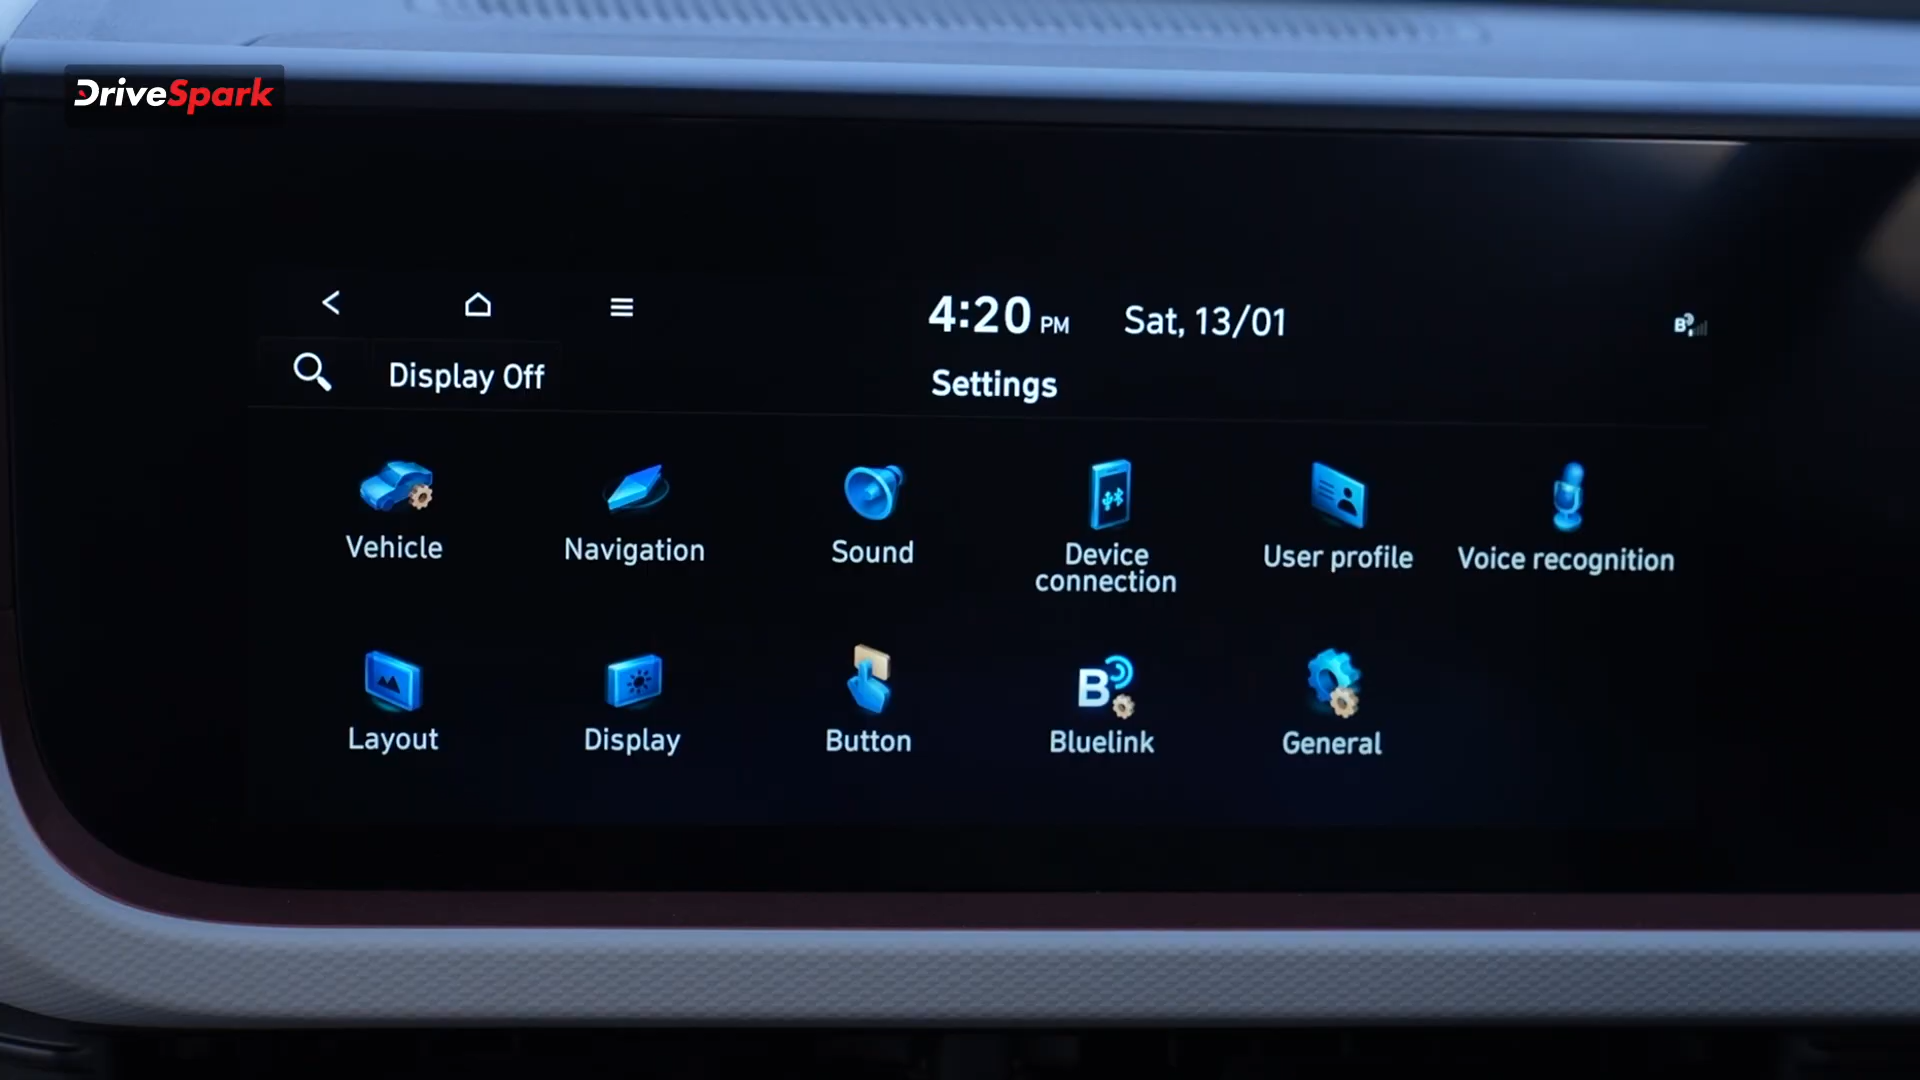 DriveSpark
4:20 PM Sat, 13/01
Display Off
Settings
Vehicle
Navigation
Sound
Device
connection
User profile
Voice recognition
Layout
Display
Button
B
Bluelink
General